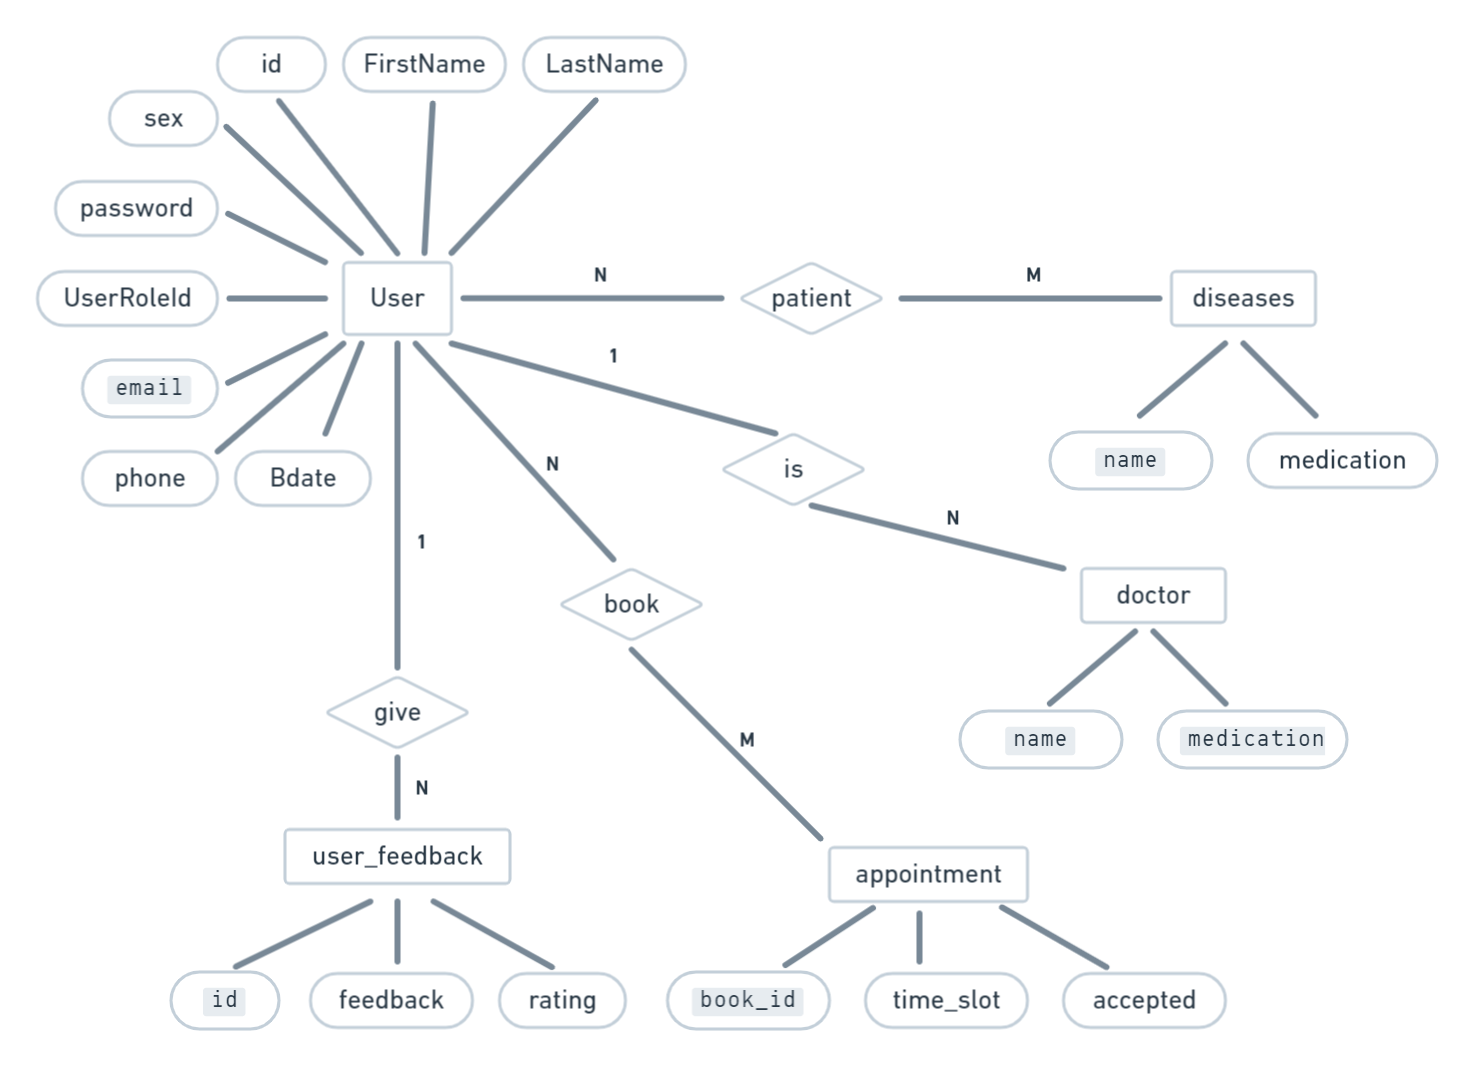 id
FirstName
LastName
sex
password
UserRoleId
User
N
patient
M
diseases
1
email
name
medication
phone
Bdate
N
is
N
1
book
doctor
give
M
name
medication
N
user_feedback
appointment
id
feedback
rating
book_id
time_slot
accepted